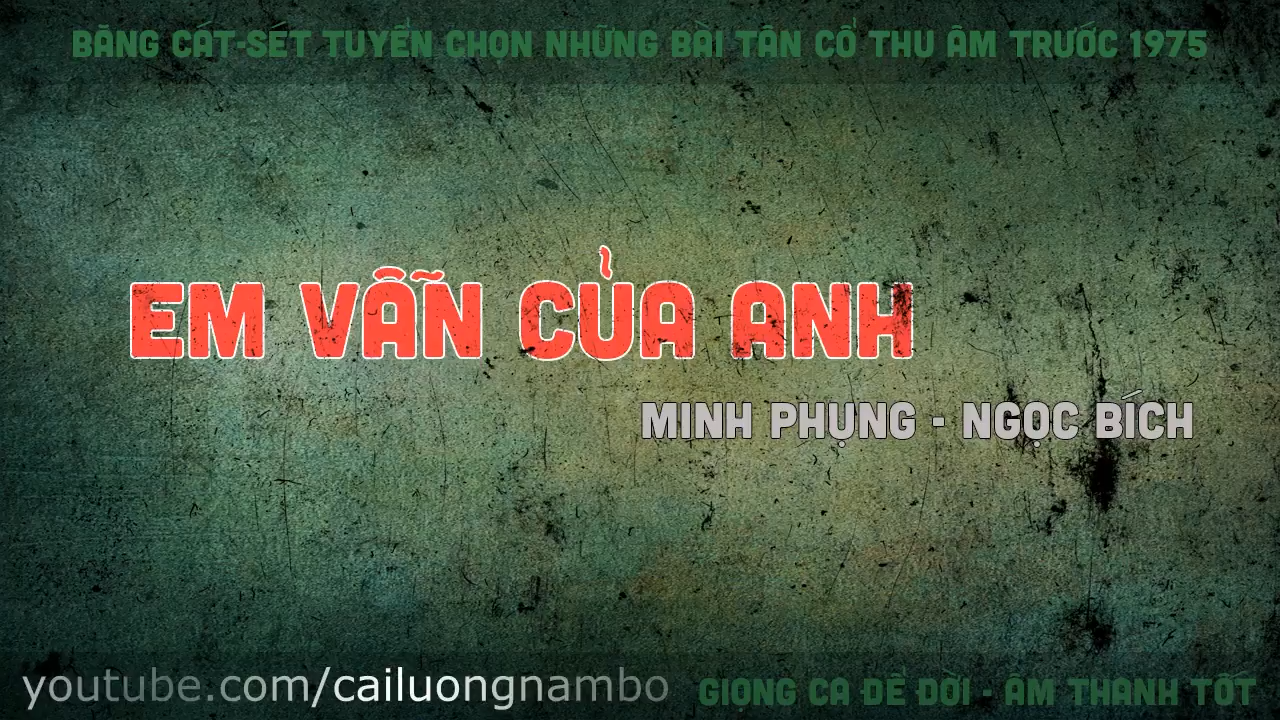 BĂNG CÁT-SÉT TUYỂN CHỌN NHỮNG BÀI TÂN CỔ THU ÂM TRƯỚC 1975
EM VẪN CỦA ANH
MINH PHỤNG - NGỌC BÍCH
youtube.com/cailuongnambo
GIỌNG CA ĐỂ ĐỜI - ÂM THANH TỐT